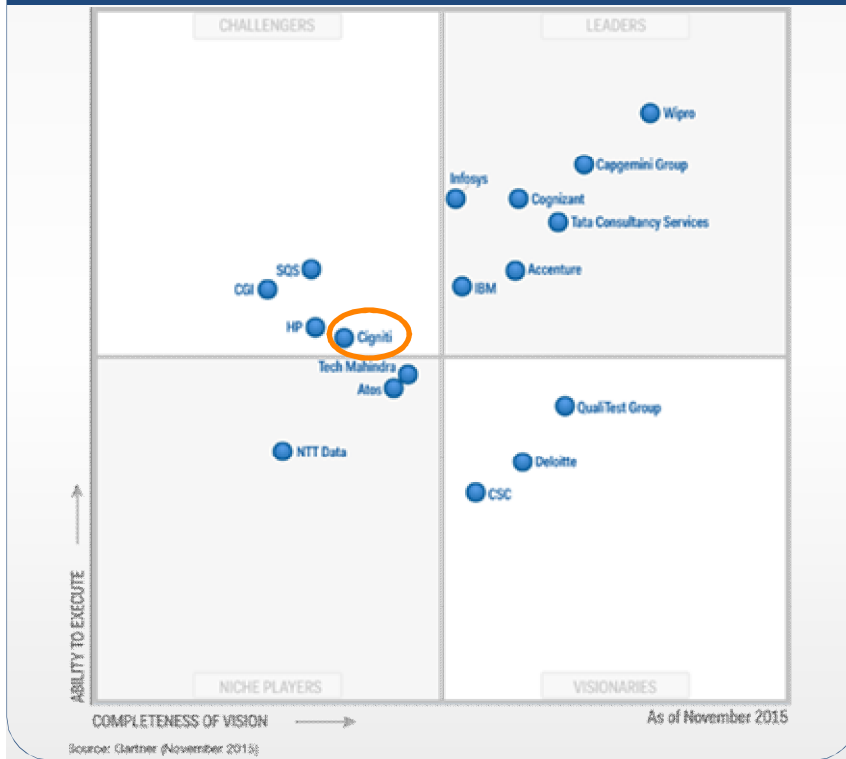 CHALLENGERS
LEADERS
Wipro
Capgemini Group
Infosys
Cognizant
Tata Consultancy Services
SQS
Accenture
CGI
IBM
HP
Cigniti
Tech Mahindra
Atos
QualiTest Group
NTT Data
Deloitte
CSC
ABILITY TO EXECUTE
NICHE PLAYERS
VISIONARIES
COMPLETENESS OF VISION
As of November 2015
Source: Gartner (November 2015)